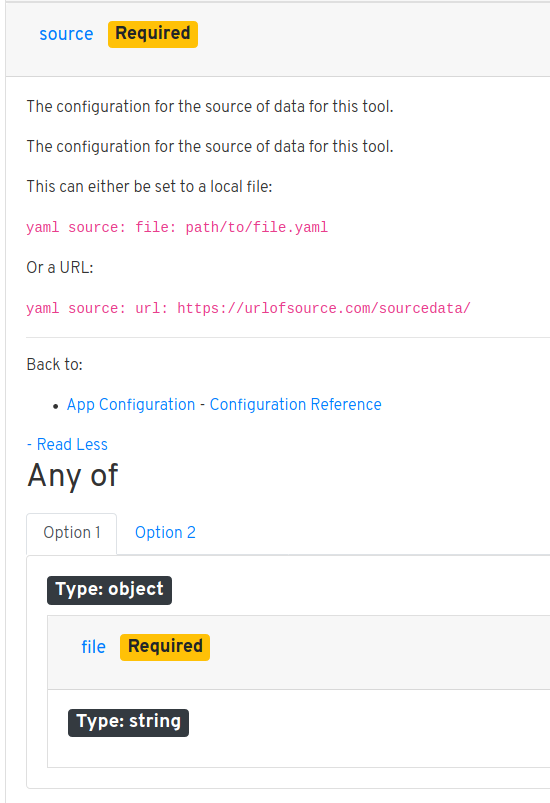 source Required
The configuration for the source of data for this tool.
The configuration for the source of data for this tool.
This can either be set to a local file:
yaml source: file: path/to/file.yaml
Or a URL:
yaml source: url: https://urlofsource.com/sourcedata/
Back to:
• App Configuration - Configuration Reference
- Read Less
Any of
Option 1 Option 2
Type: object
file Required
Type: string